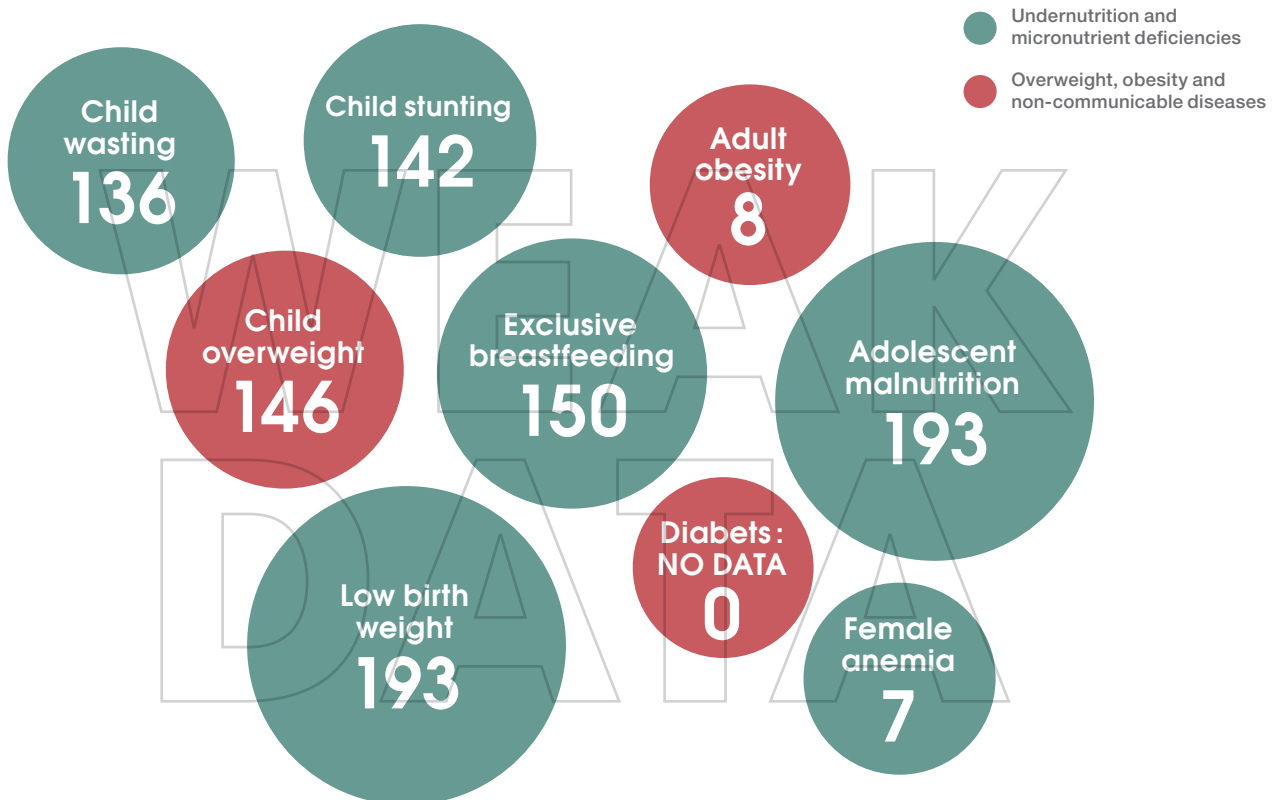 Undernutrition and
micronutrient deficiencies
Overweight, obesity and
non-communicable diseases
Child
wasting
136
Child stunting
142
Adult
obesity
8
Child
overweight
146
Exclusive
breastfeeding
150
Adolescent
malnutrition
193
Low birth
weight
193
Diabets:
NO DATA
0
Female
anemia
7
WEAK
DATA